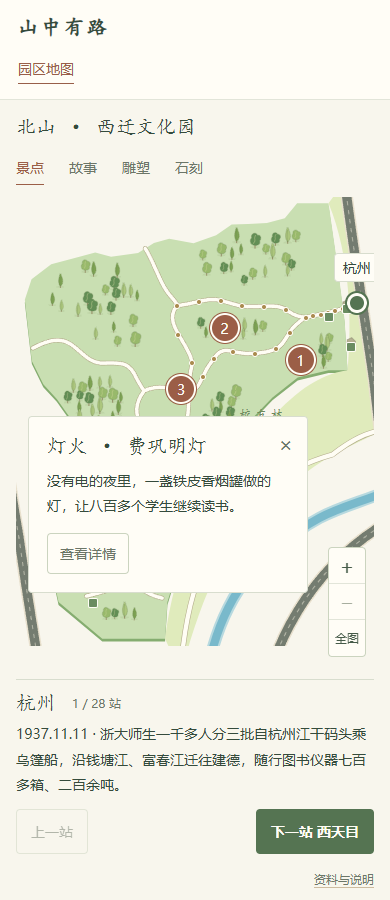 山中有路
园区地图
北山 • 西迁文化园
景点 故事 雕塑 石刻
杭州
2
1
3
灯火 • 费巩明灯
×
没有电的夜里，一盏铁皮香烟罐做的
灯，让八百多个学生继续读书。
查看详情
+
−
全图
杭州 1 / 28 站
1937.11.11 · 浙大师生一千多人分三批自杭州江干码头乘
乌篷船，沿钱塘江、富春江迁往建德，随行图书仪器七百
多箱、二百余吨。
上一站
下一站 西天目
资料与说明